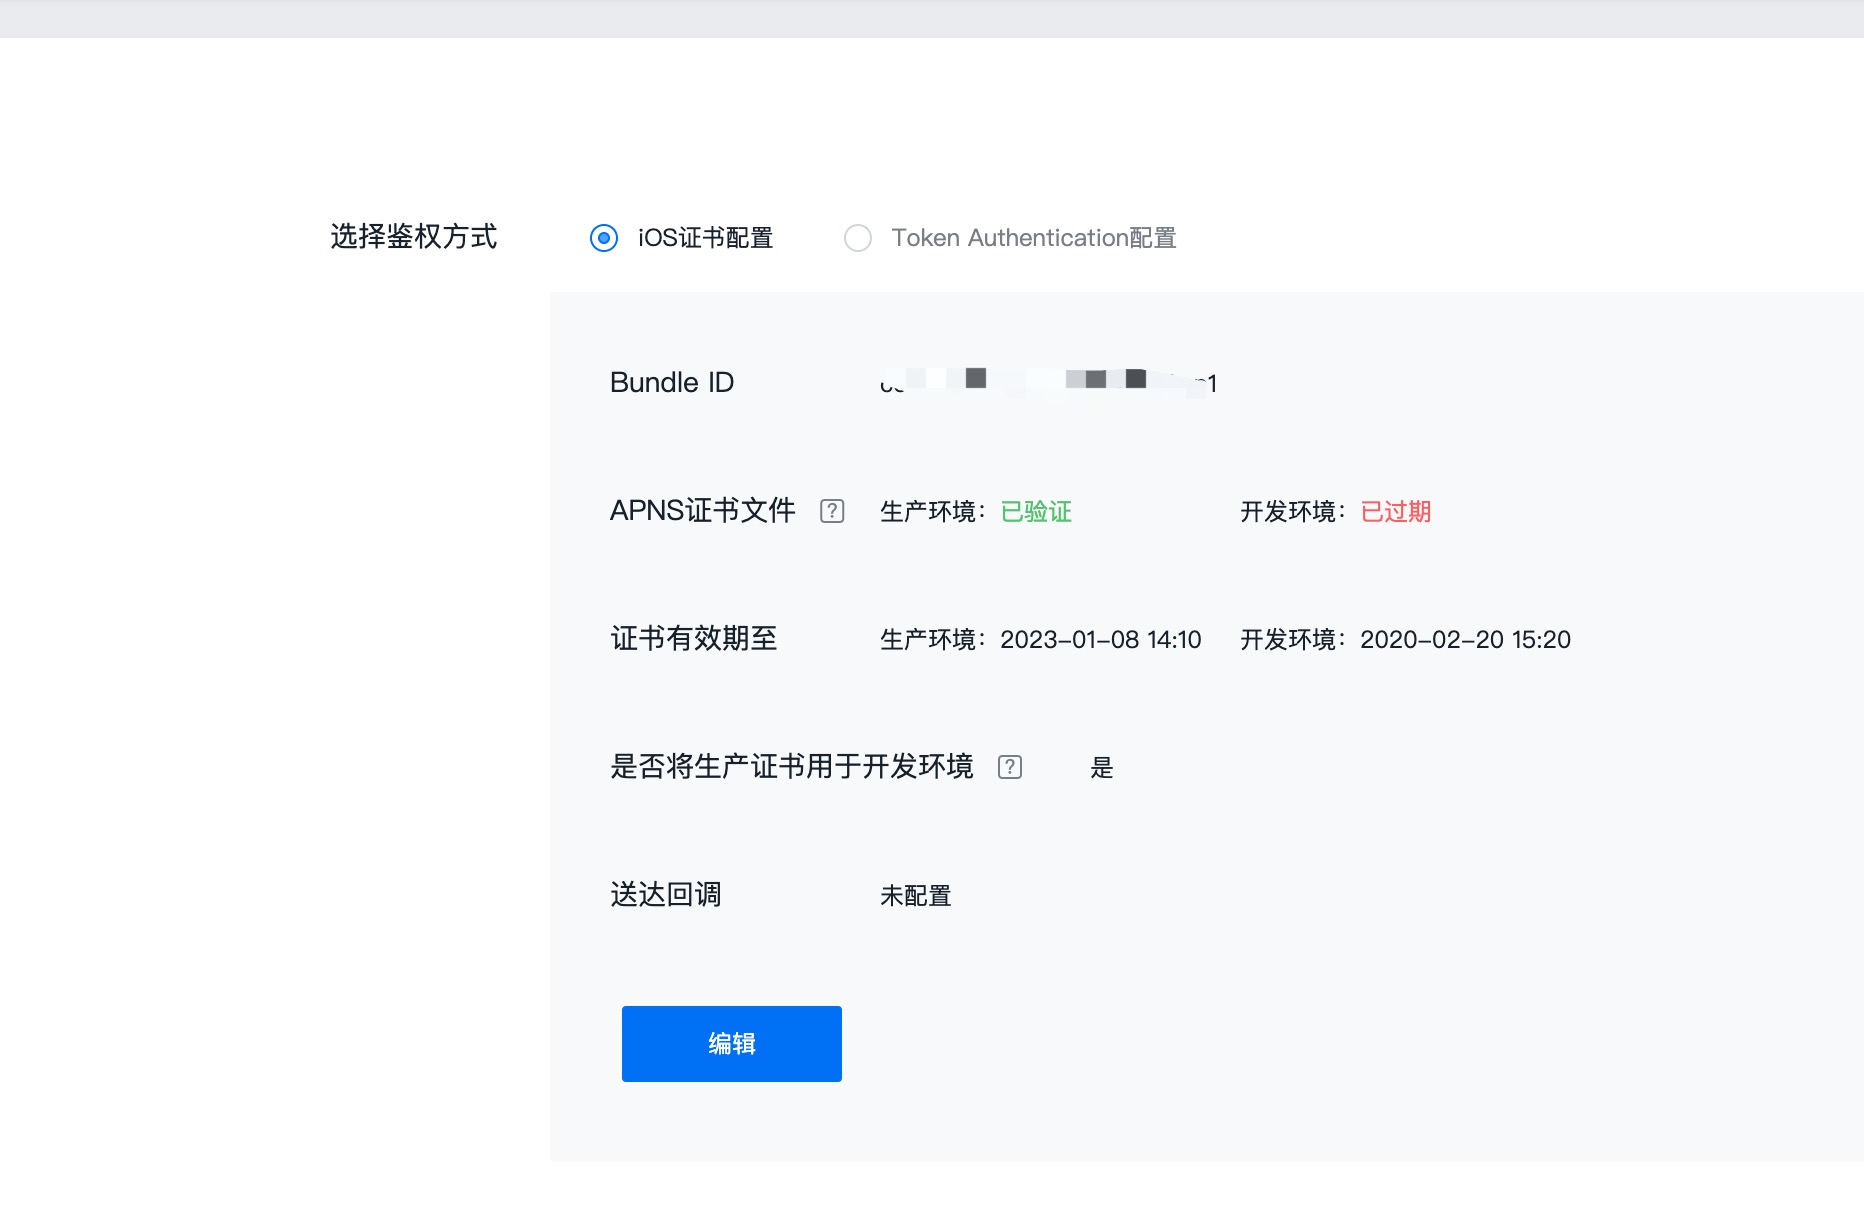 选择鉴权方式 iOS证书配置 Token Authentication配置
Bundle ID
APNS证书文件 ? 生产环境：已验证 开发环境：已过期
证书有效期至 生产环境：2023-01-08 14:10 开发环境：2020-02-20 15:20
是否将生产证书用于开发环境 ? 是
送达回调 未配置
编辑